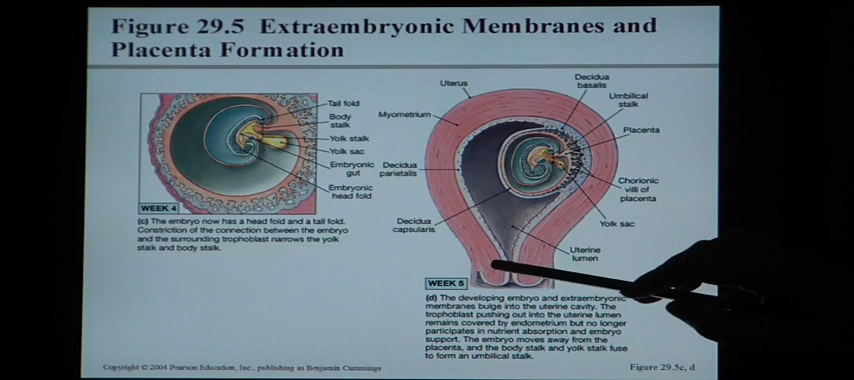 Figure 29.5 Extraembryonic Membranes and
Placenta Formation
Tail fold
Body
stalk
Yolk stalk
Yolk sac
Embryonic
gut
Embryonic
head fold
WEEK 4
(c) The embryo now has a head fold and a tail fold.
Constriction of the connection between the embryo
and the surrounding trophoblast narrows the yolk
stalk and body stalk.
Uterus
Myometrium
Decidua
parietalis
Decidua
capsularis
Decidua
basalis
Umbilical
stalk
Placenta
Chorionic
villi of
placenta
Yolk sac
Uterine
lumen
WEEK 5
(d) The developing embryo and extraembryonic
membranes bulge into the uterine cavity. The
trophoblast pushing out into the uterine lumen
remains covered by endometrium but no longer
participates in nutrient absorption and embryo
support. The embryo moves away from the
placenta, and the body stalk and yolk stalk fuse
to form an umbilical stalk.
Copyright © 2004 Pearson Education, Inc., publishing as Benjamin Cummings
Figure 29.5c, d